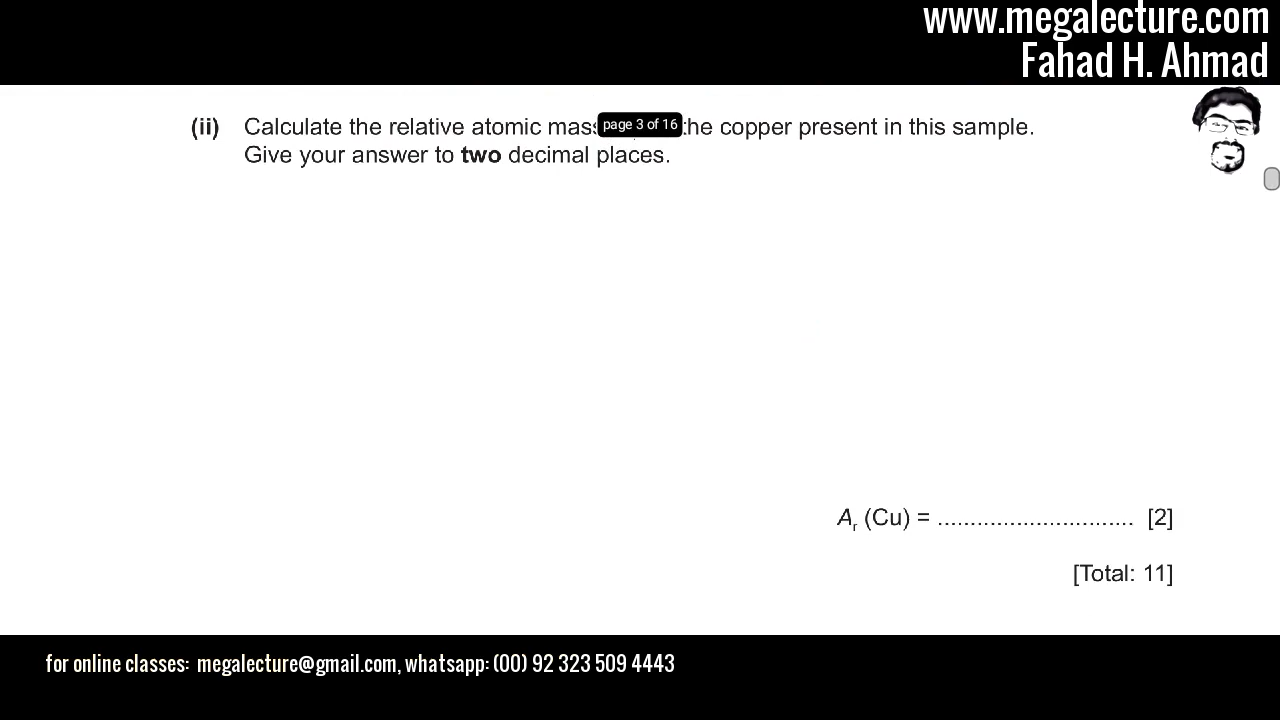 www.megalecture.com
Fahad H. Ahmad
(ii) Calculate the relative atomic mass the copper present in this sample.
page 3 of 16
Give your answer to two decimal places.
Ar (Cu) = .............................. [2]
[Total: 11]
for online classes: megalecture@gmail.com, whatsapp: (00) 92 323 509 4443